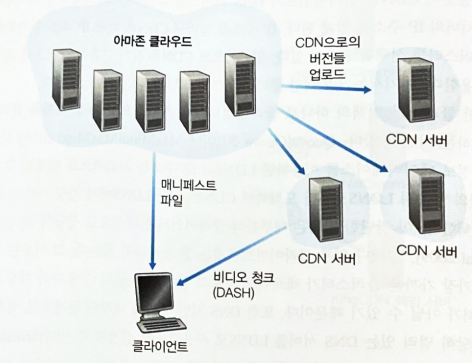 아마존 클라우드
CDN으로의
버전들
업로드
CDN 서버
매니페스트
파일
CDN 서버
CDN 서버
비디오 청크
(DASH)
클라이언트